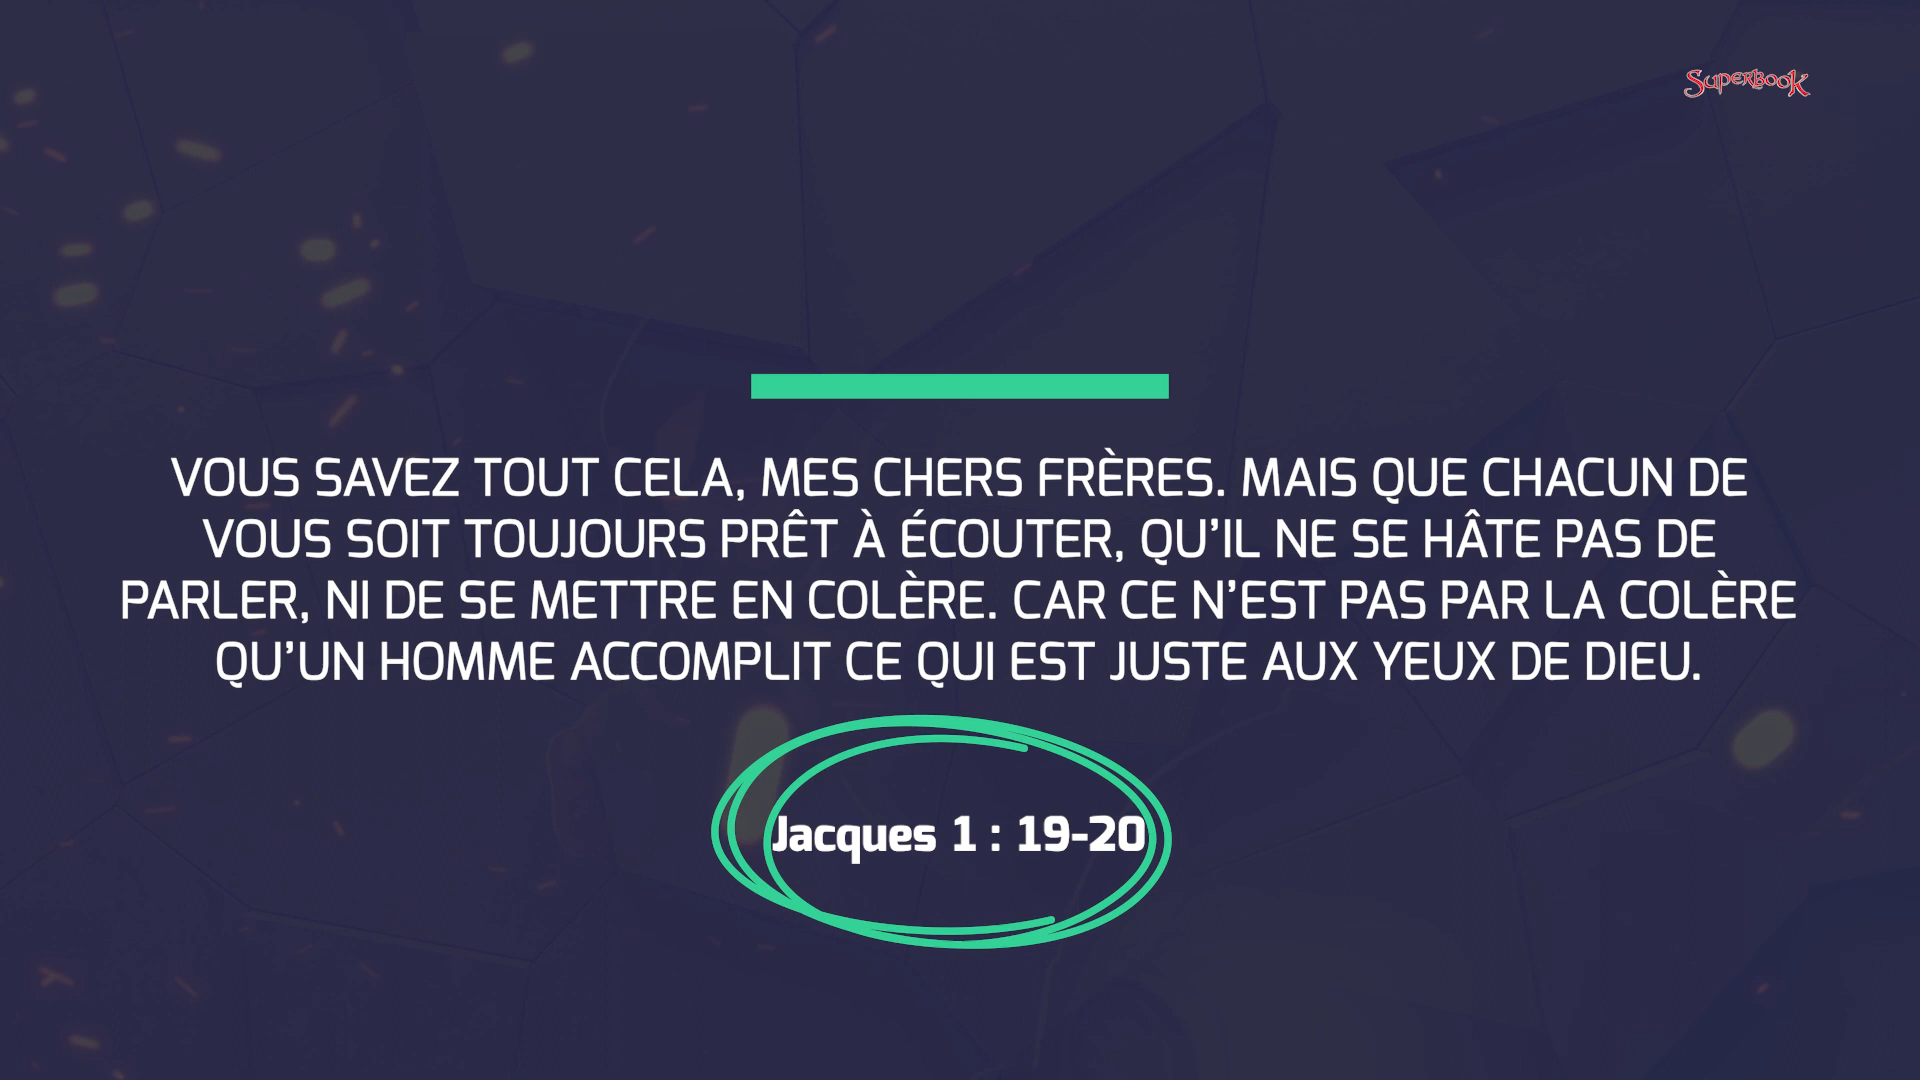 SUPERBOOK
VOUS SAVEZ TOUT CELA, MES CHERS FRÈRES. MAIS QUE CHACUN DE
VOUS SOIT TOUJOURS PRÊT À ÉCOUTER, QU’IL NE SE HÂTE PAS DE
PARLER, NI DE SE METTRE EN COLÈRE. CAR CE N’EST PAS PAR LA COLÈRE
QU’UN HOMME ACCOMPLIT CE QUI EST JUSTE AUX YEUX DE DIEU.
Jacques 1 : 19-20